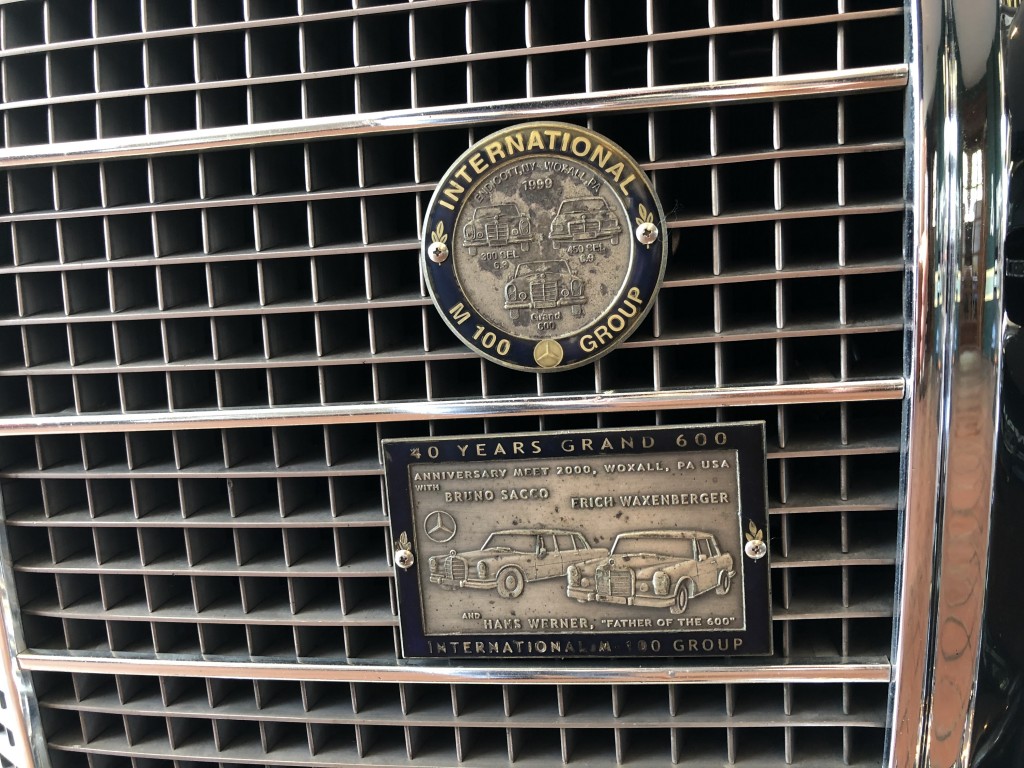 INTERNATIONAL
WOXALL, PA
1999
300 SEL
6.3
450 SEL
6.9
Grand
600
M 100 GROUP
40 YEARS GRAND 600
ANNIVERSARY MEET 2000, WOXALL, PA USA
WITH BRUNO SACCO ERICH WAXENBERGER
AND HANS WERNER, "FATHER OF THE 600"
INTERNATIONAL M 100 GROUP